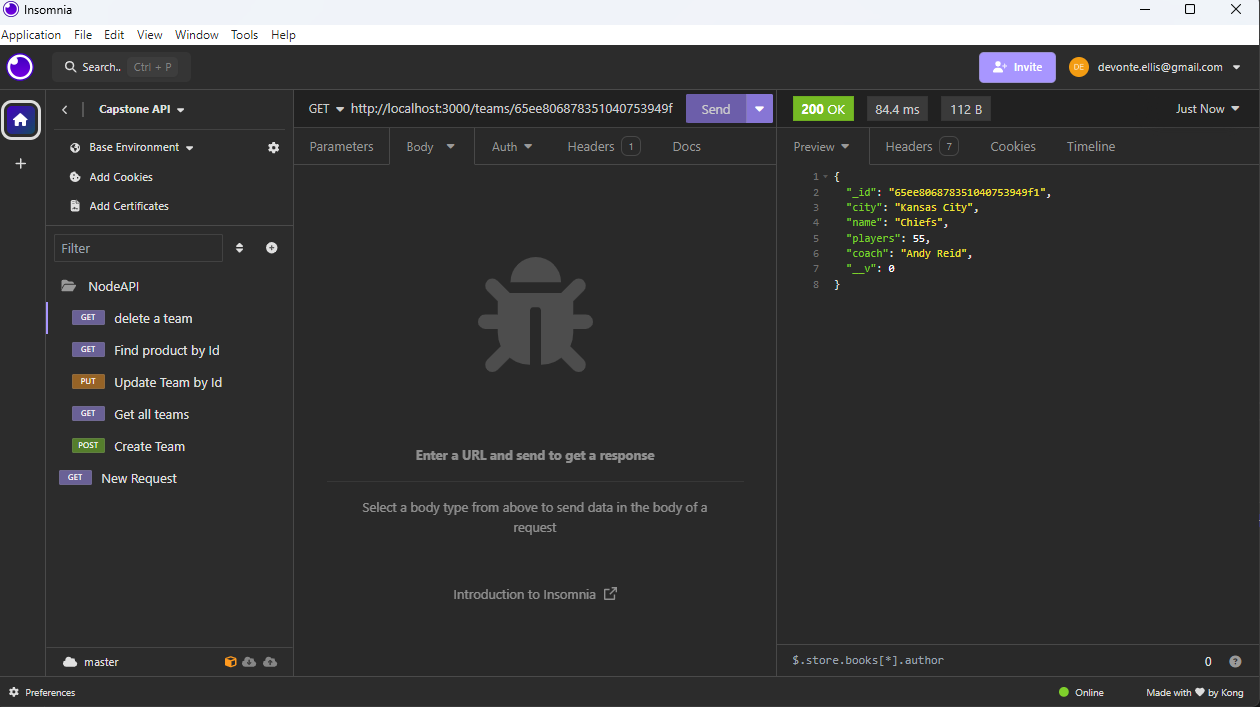 Insomnia
Application File Edit View Window Tools Help
Search.. Ctrl + P
Invite
DE devonte.ellis@gmail.com
Capstone API
GET http://localhost:3000/teams/65ee806878351040753949f
Send
200 OK 84.4 ms 112 B Just Now
Base Environment
Parameters Body Auth Headers 1 Docs
Preview Headers 7 Cookies Timeline
Add Cookies
Add Certificates
Filter
NodeAPI
GET delete a team
GET Find product by Id
PUT Update Team by Id
GET Get all teams
POST Create Team
GET New Request
Enter a URL and send to get a response
Select a body type from above to send data in the body of a
request
Introduction to Insomnia
1 {
2 "_id": "65ee806878351040753949f1",
3 "city": "Kansas City",
4 "name": "Chiefs",
5 "players": 55,
6 "coach": "Andy Reid",
7 "__v": 0
8 }
master
$.store.books[*].author 0 ?
Preferences
Online
Made with ♥ by Kong